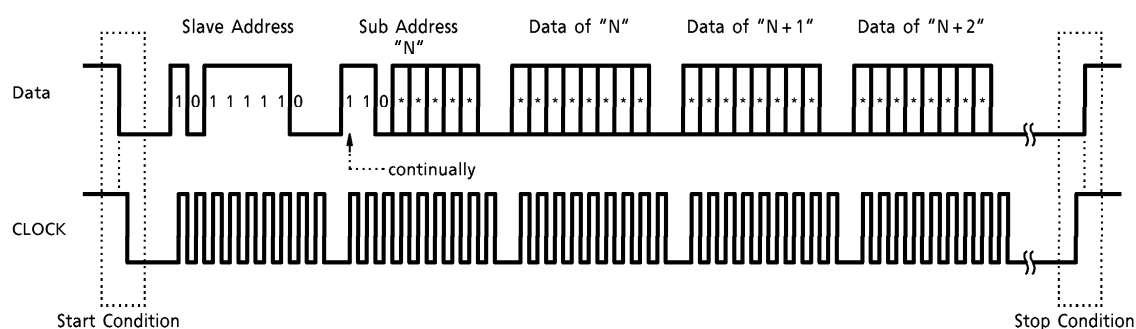 Slave Address
Sub Address
"N"
Data of "N"
Data of "N+1"
Data of "N+2"
Data
1 0 1 1 1 1 1 0
1 1 0 * * * * *
* * * * * * * *
* * * * * * * *
* * * * * * * *
continually
CLOCK
Start Condition
Stop Condition